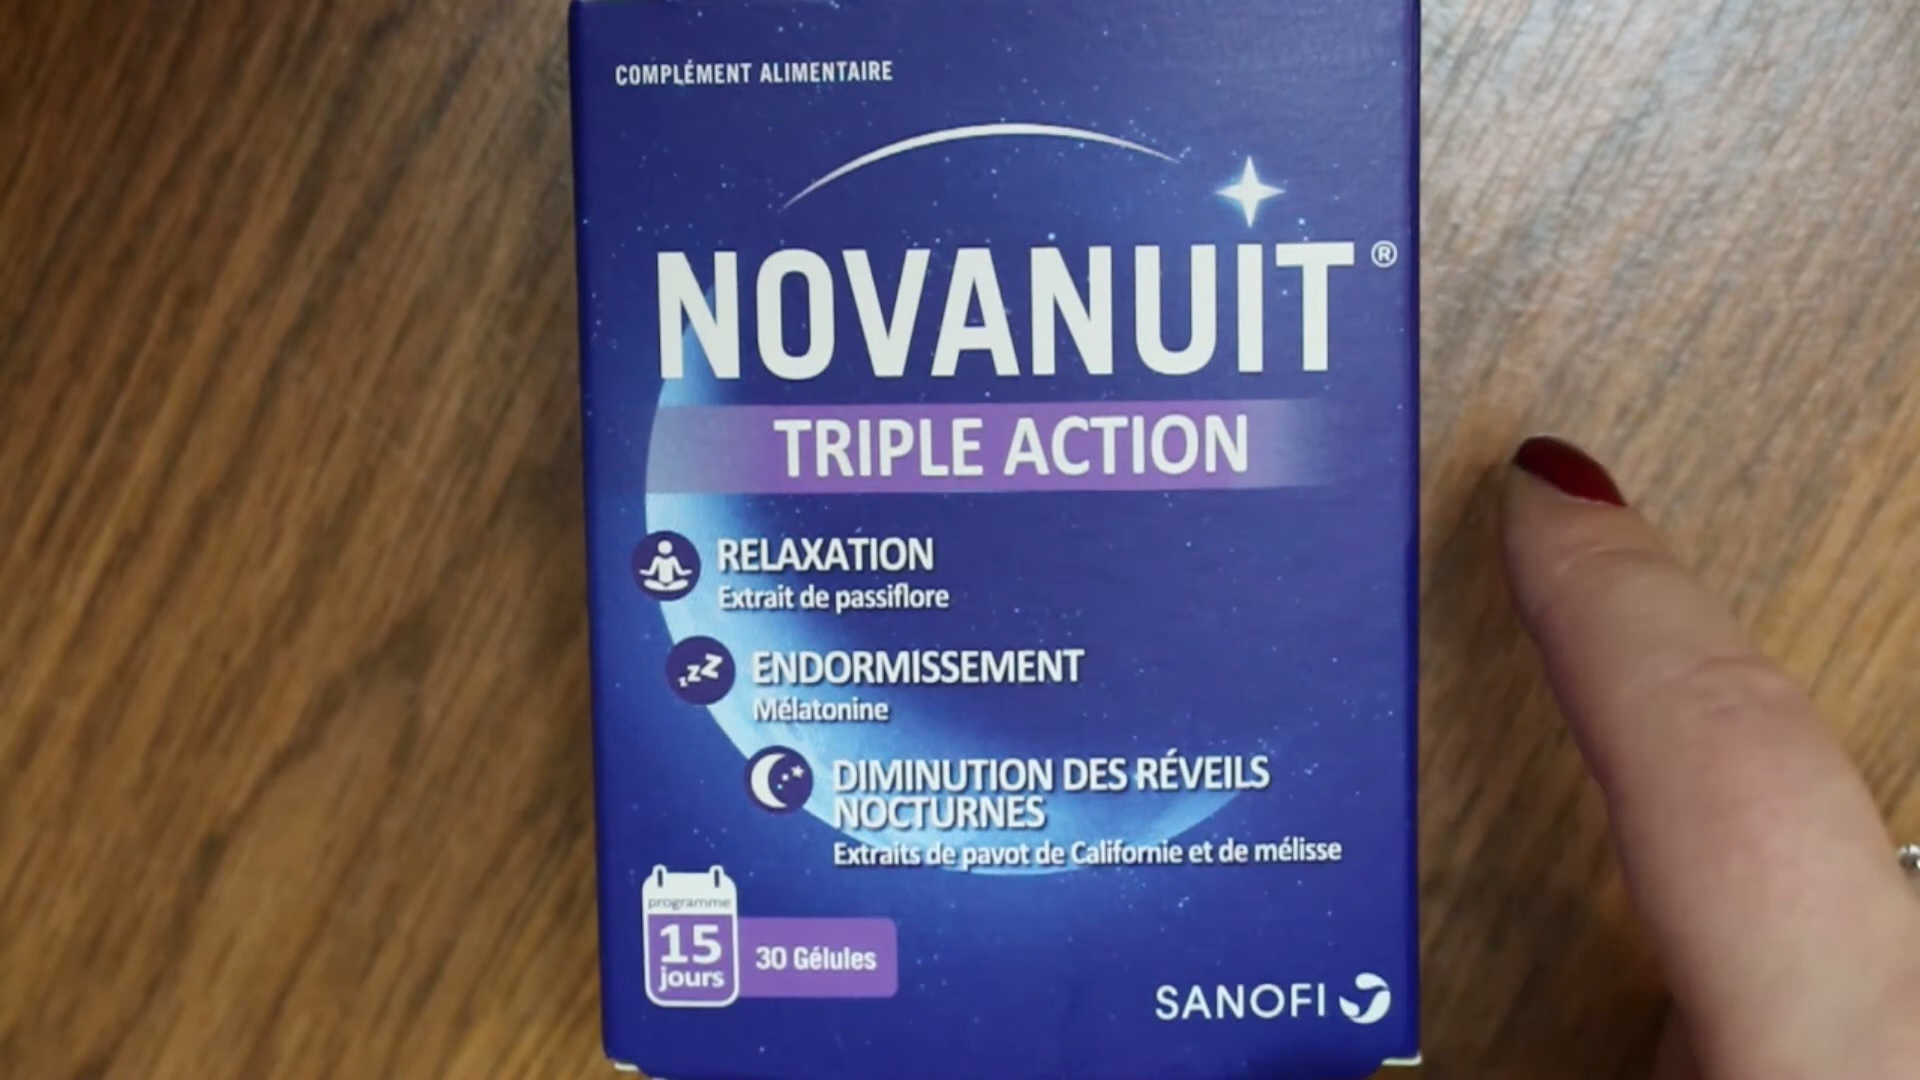 COMPLÉMENT ALIMENTAIRE
NOVANUIT®
TRIPLE ACTION
RELAXATION
Extrait de passiflore
zzZ
ENDORMISSEMENT
Mélatonine
DIMINUTION DES RÉVEILS
NOCTURNES
Extraits de pavot de Californie et de mélisse
programme
15
jours
30 Gélules
SANOFI